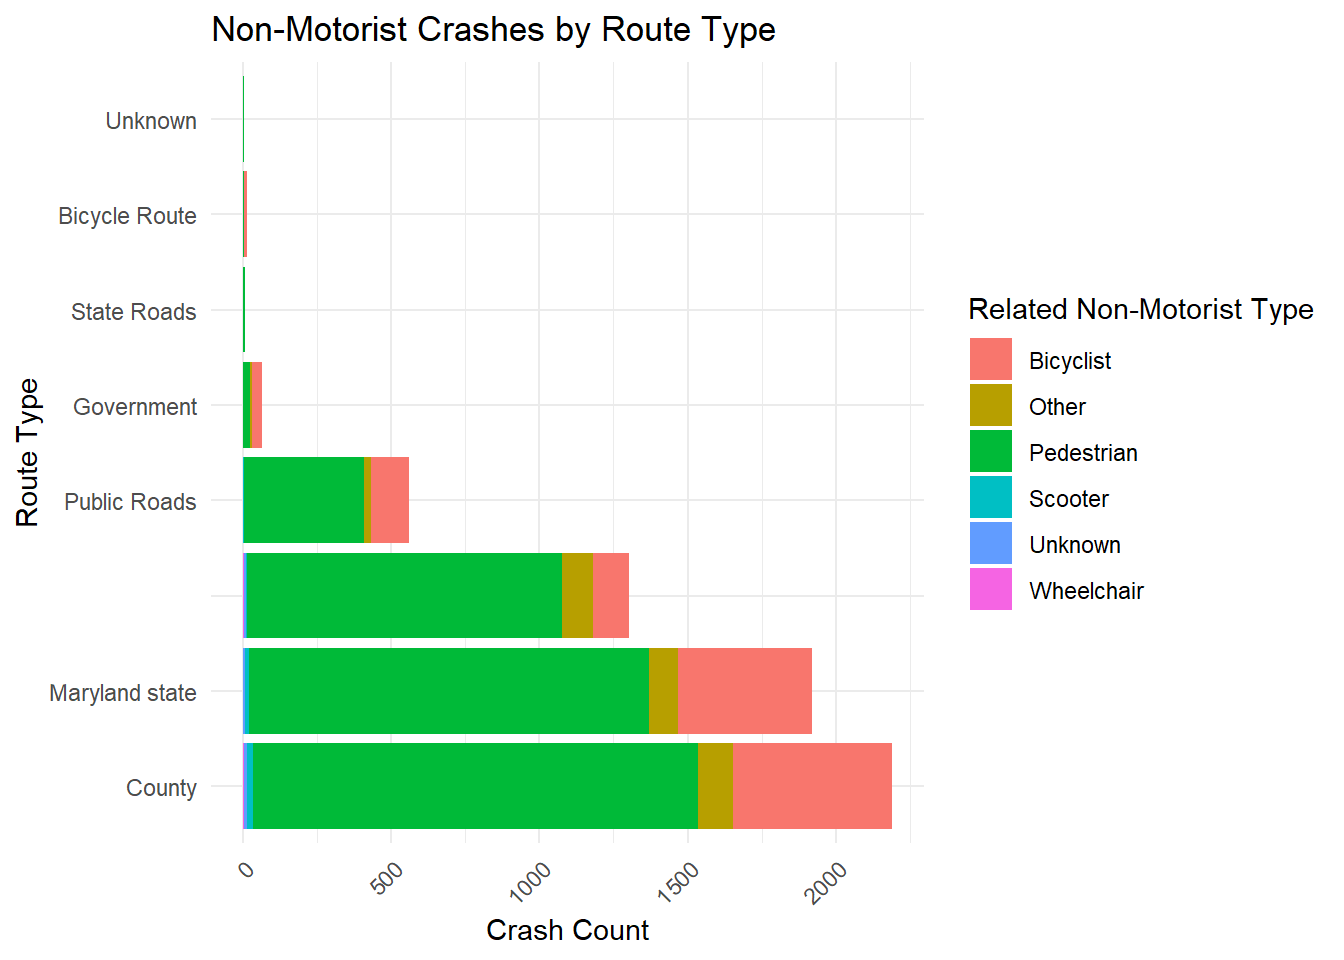 Non-Motorist Crashes by Route Type
Route Type
Unknown
Bicycle Route
State Roads
Government
Public Roads
Maryland state
County
0
500
1000
1500
2000
Crash Count
Related Non-Motorist Type
Bicyclist
Other
Pedestrian
Scooter
Unknown
Wheelchair